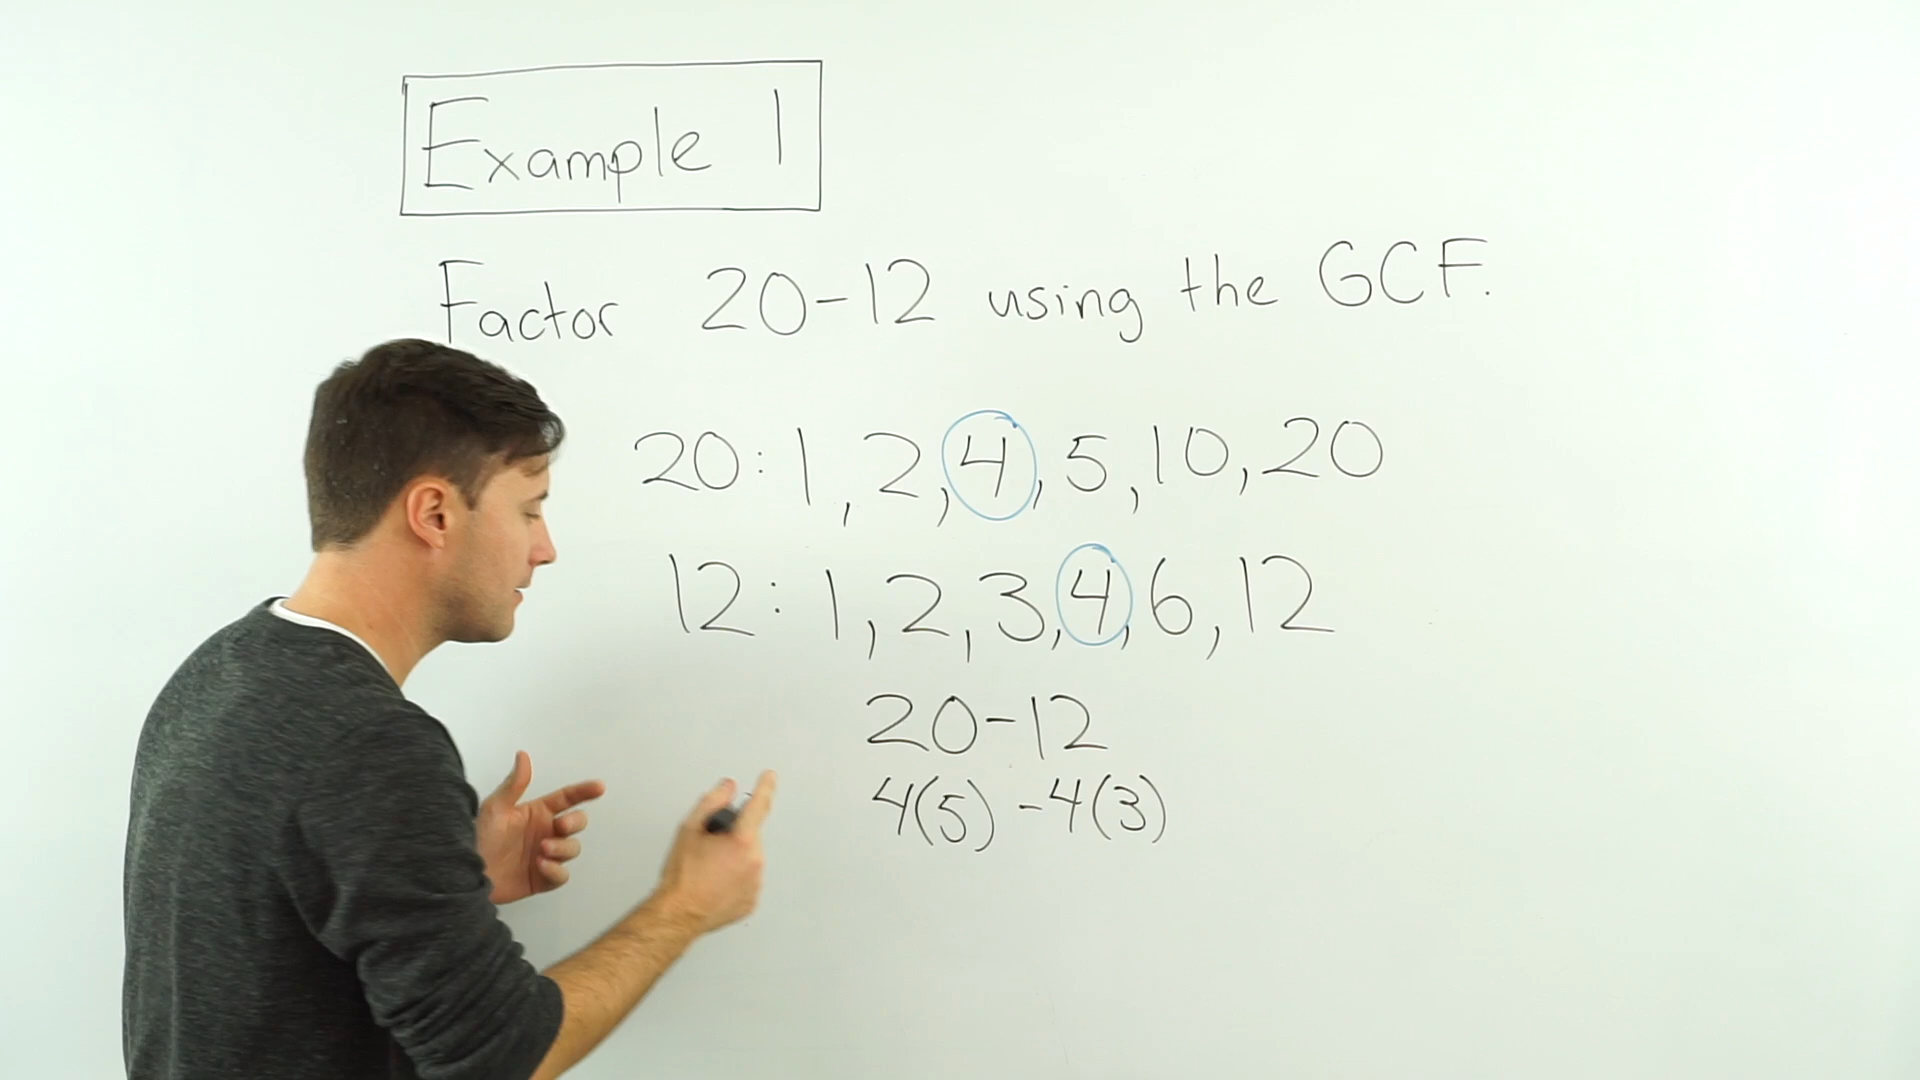 Example 1
Factor 20-12 using the GCF.
20: 1, 2, 4, 5, 10, 20
12: 1, 2, 3, 4, 6, 12
20-12
4(5) -4(3)